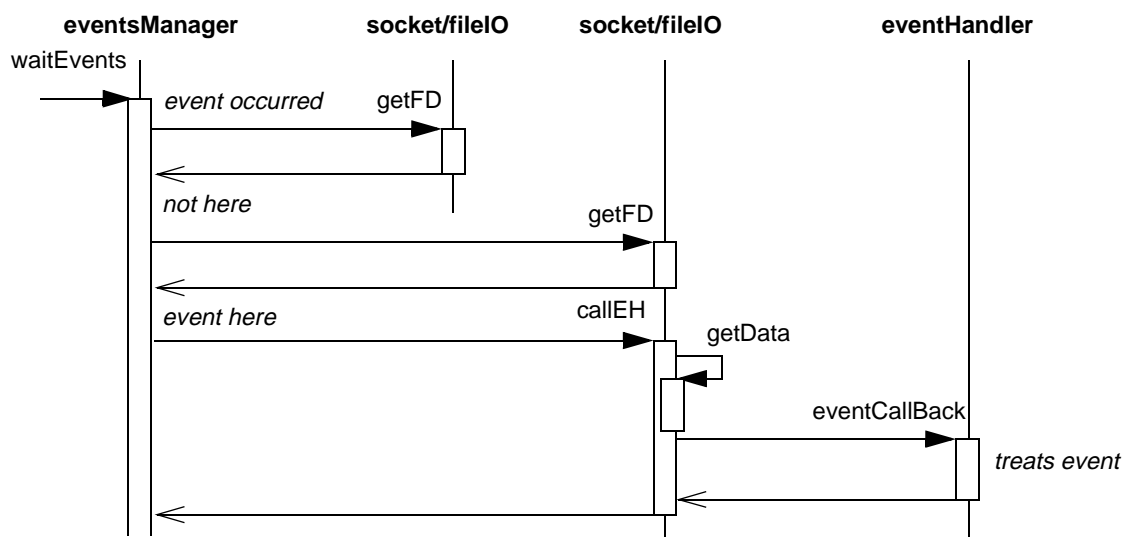 eventsManager socket/fileIO socket/fileIO eventHandler
waitEvents
event occurred getFD
not here
getFD
event here callEH
getData
eventCallBack
treats event